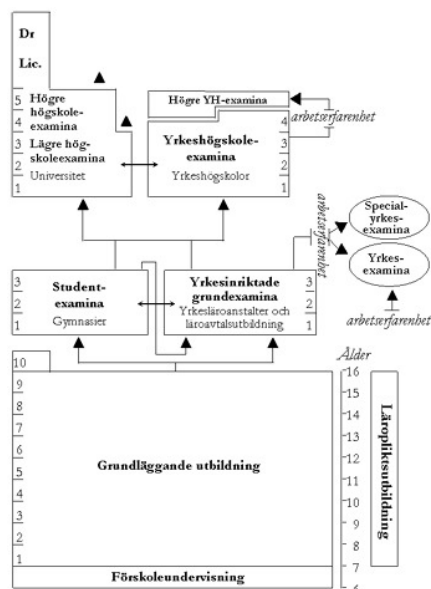 Dr
Lic.
5
4
3
2
1
Högre
högskole-
examina
Lägre hög-
skoleexamina
Universitet
Högre YH-examina
arbetserfarenhet
Yrkeshögskole-
examina
Yrkeshögskolor
4
3
2
1
arbetserfarenhet
Special-
yrkes-
examina
Yrkes-
examina
arbetserfarenhet
3
2
1
Student-
examina
Gymnasier
Yrkesinriktade
grundexamina
Yrkesläroanstalter och
läroavtalsutbildning
3
2
1
Ålder
10
9
8
7
6
5
4
3
2
1
Grundläggande utbildning
Förskoleundervisning
16
15
14
13
12
11
10
9
8
7
6
Läropliktsutbildning